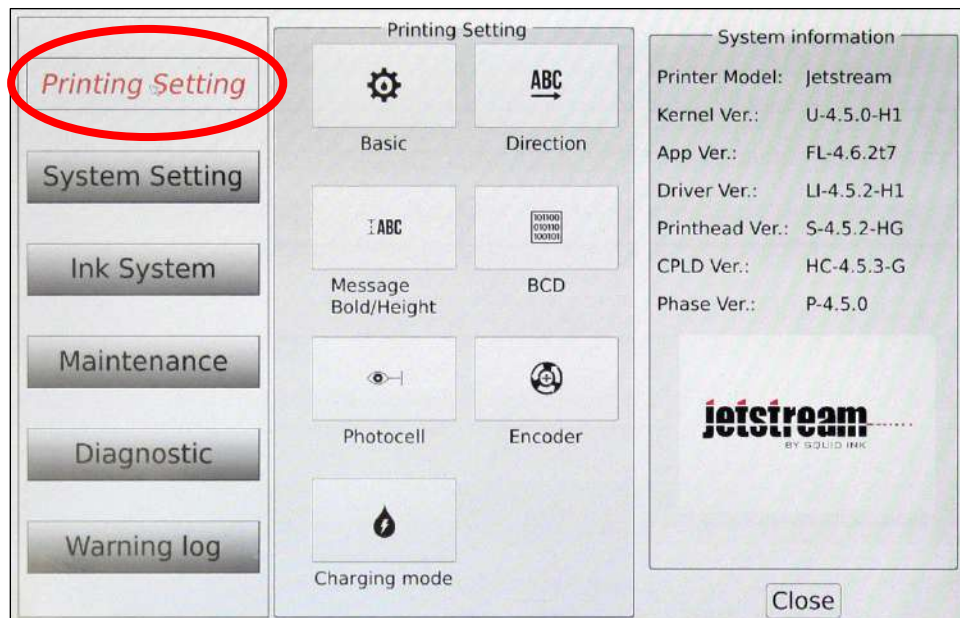 Printing Setting
System Setting
Ink System
Maintenance
Diagnostic
Warning log
Printing Setting
ABC
Basic
Direction
ABC
101100
010110
100101
Message
Bold/Height
BCD
Photocell
Encoder
Charging mode
System information
Printer Model: Jetstream
Kernel Ver.: U-4.5.0-H1
App Ver.: FL-4.6.2t7
Driver Ver.: LI-4.5.2-H1
Printhead Ver.: S-4.5.2-HG
CPLD Ver.: HC-4.5.3-G
Phase Ver.: P-4.5.0
jetstream
BY SQUID INK
Close